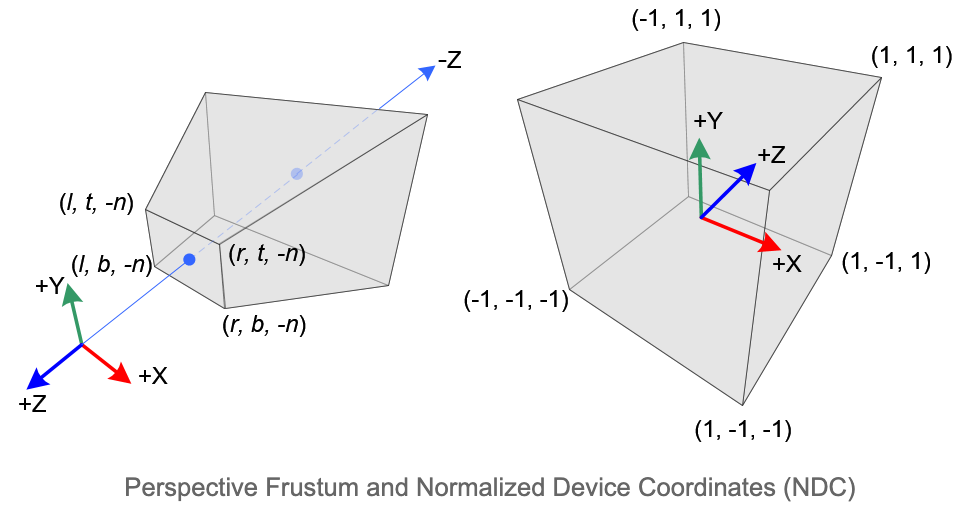 -Z
(l, t, -n)
(r, t, -n)
(l, b, -n)
+Y
(r, b, -n)
+X
+Z
(-1, 1, 1)
(1, 1, 1)
+Y
+Z
+X
(1, -1, 1)
(-1, -1, -1)
(1, -1, -1)
Perspective Frustum and Normalized Device Coordinates (NDC)